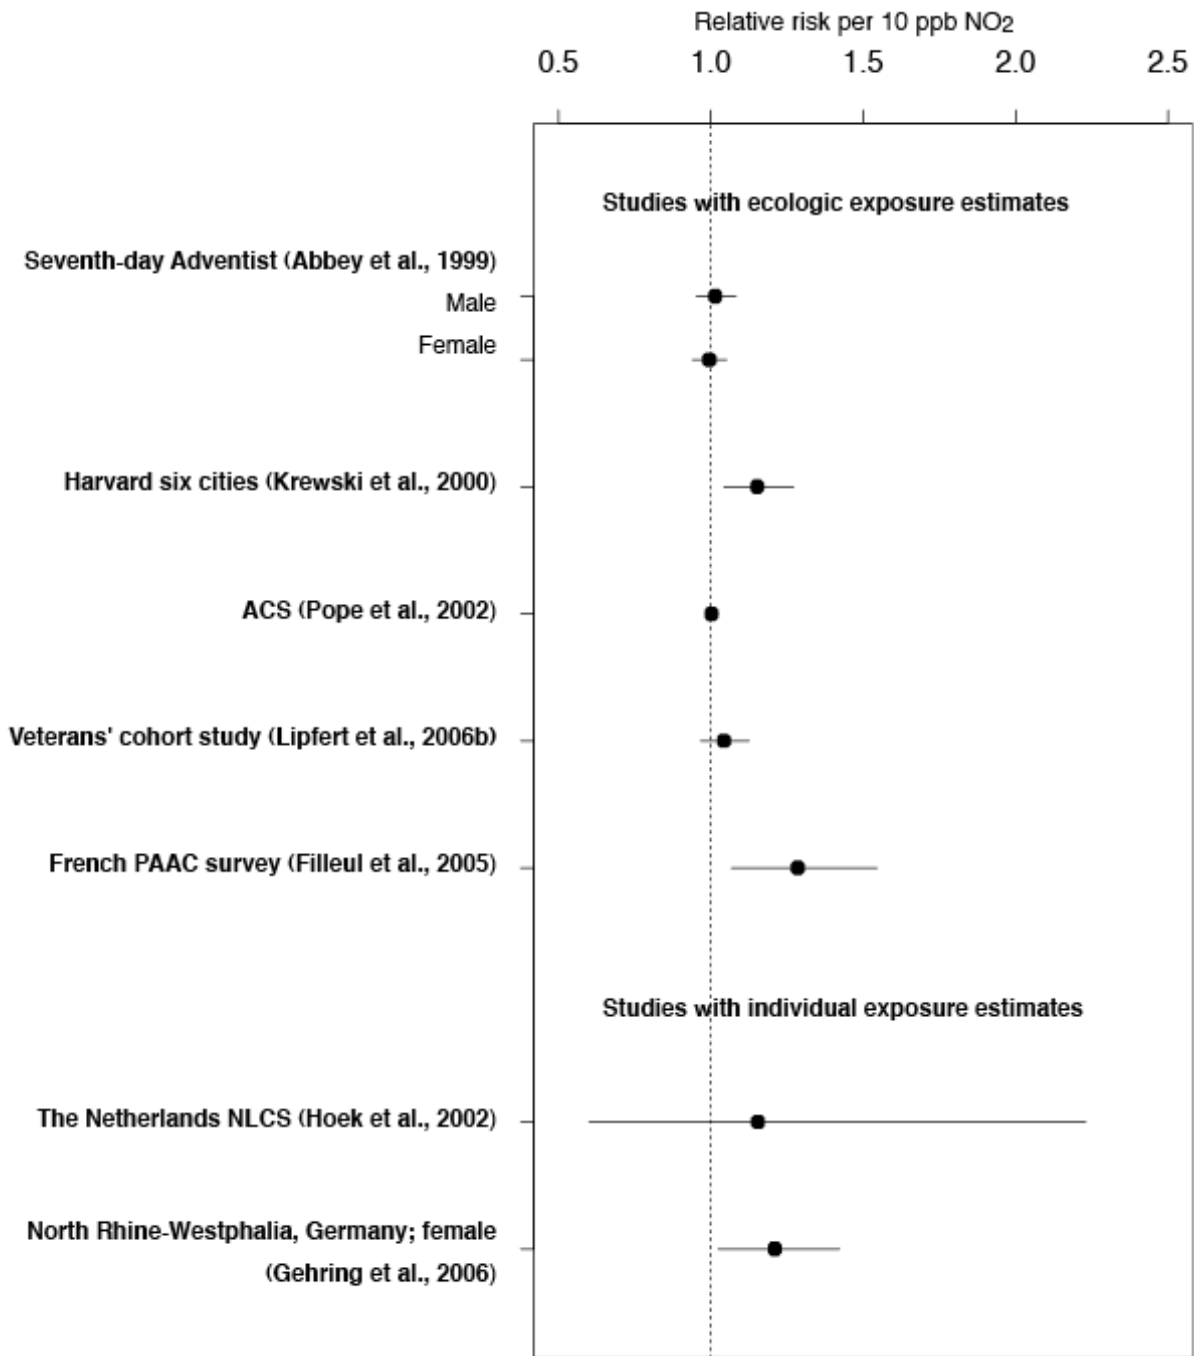 Relative risk per 10 ppb NO2
0.5 1.0 1.5 2.0 2.5
Studies with ecologic exposure estimates
Seventh-day Adventist (Abbey et al., 1999)
Male
Female
Harvard six cities (Krewski et al., 2000)
ACS (Pope et al., 2002)
Veterans' cohort study (Lipfert et al., 2006b)
French PAAC survey (Filleul et al., 2005)
Studies with individual exposure estimates
The Netherlands NLCS (Hoek et al., 2002)
North Rhine-Westphalia, Germany; female
(Gehring et al., 2006)